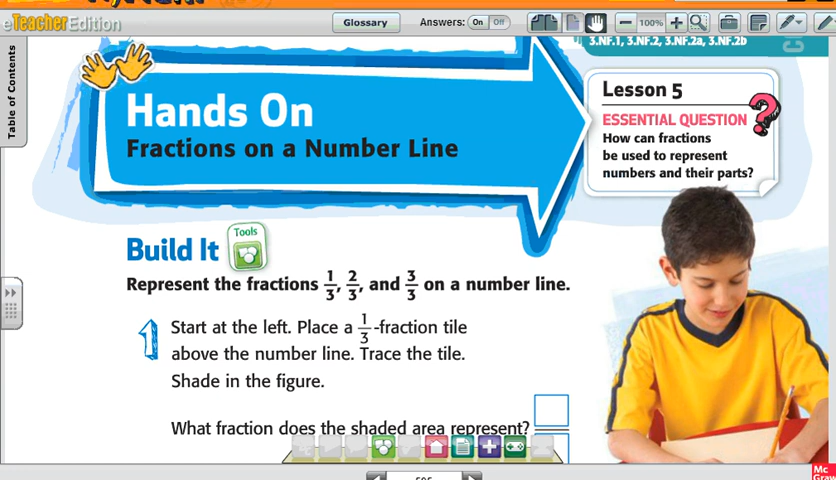 eTeacherEdition
Glossary
Answers: On Off
100%
3.NF.1, 3.NF.2, 3.NF.2a, 3.NF.2b
Table of Contents
Hands On
Fractions on a Number Line
Lesson 5
ESSENTIAL QUESTION
How can fractions
be used to represent
numbers and their parts?
Build It
Tools
Represent the fractions 1/3, 2/3, and 3/3 on a number line.
1 Start at the left. Place a 1/3-fraction tile
above the number line. Trace the tile.
Shade in the figure.
What fraction does the shaded area represent?
Mc
Graw